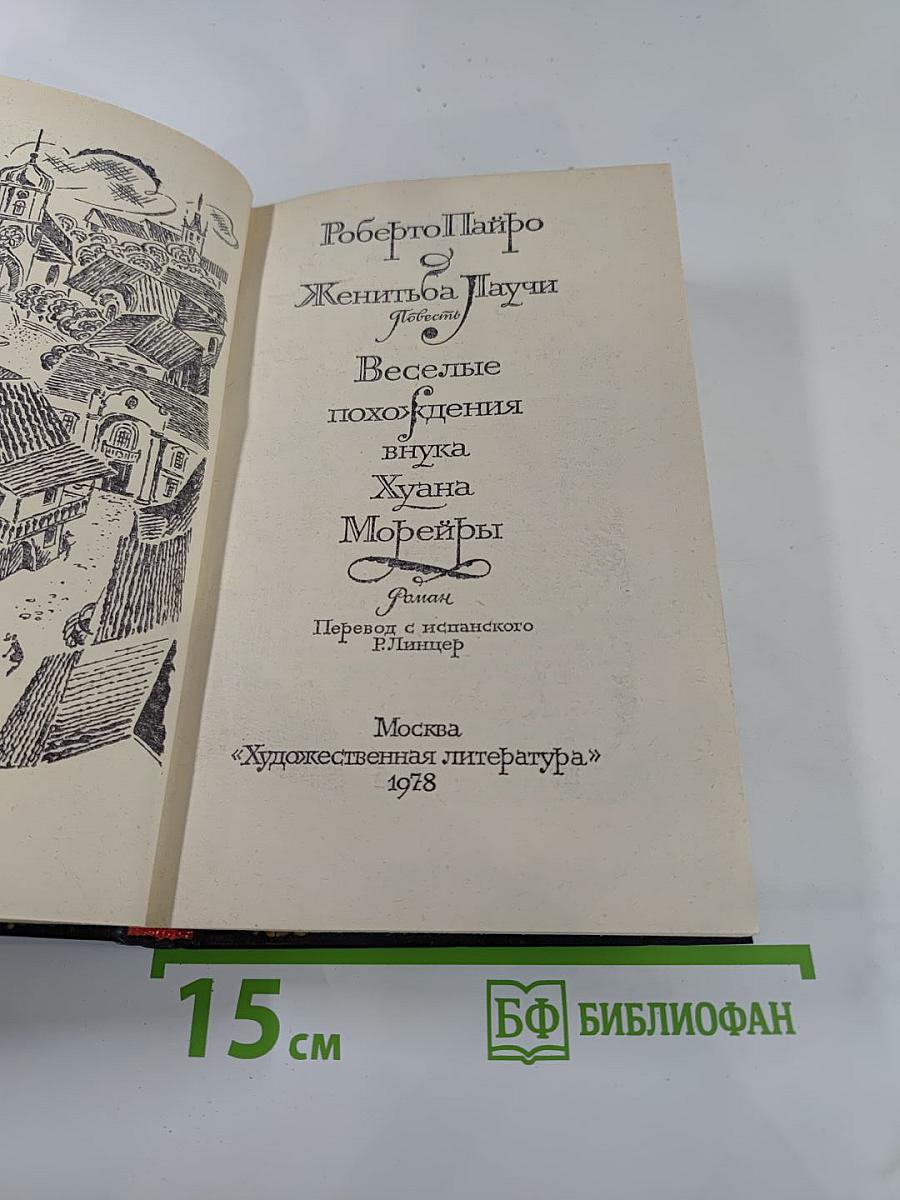 Роберто Пайро
Женитьба Лаучи
Повесть
Веселые
похождения
внука
Хуана
Морейры
Роман
Перевод с испанского
Р. Линцер
Москва
«Художественная литература»
1978
15 см
БФ БИБЛИОФАН